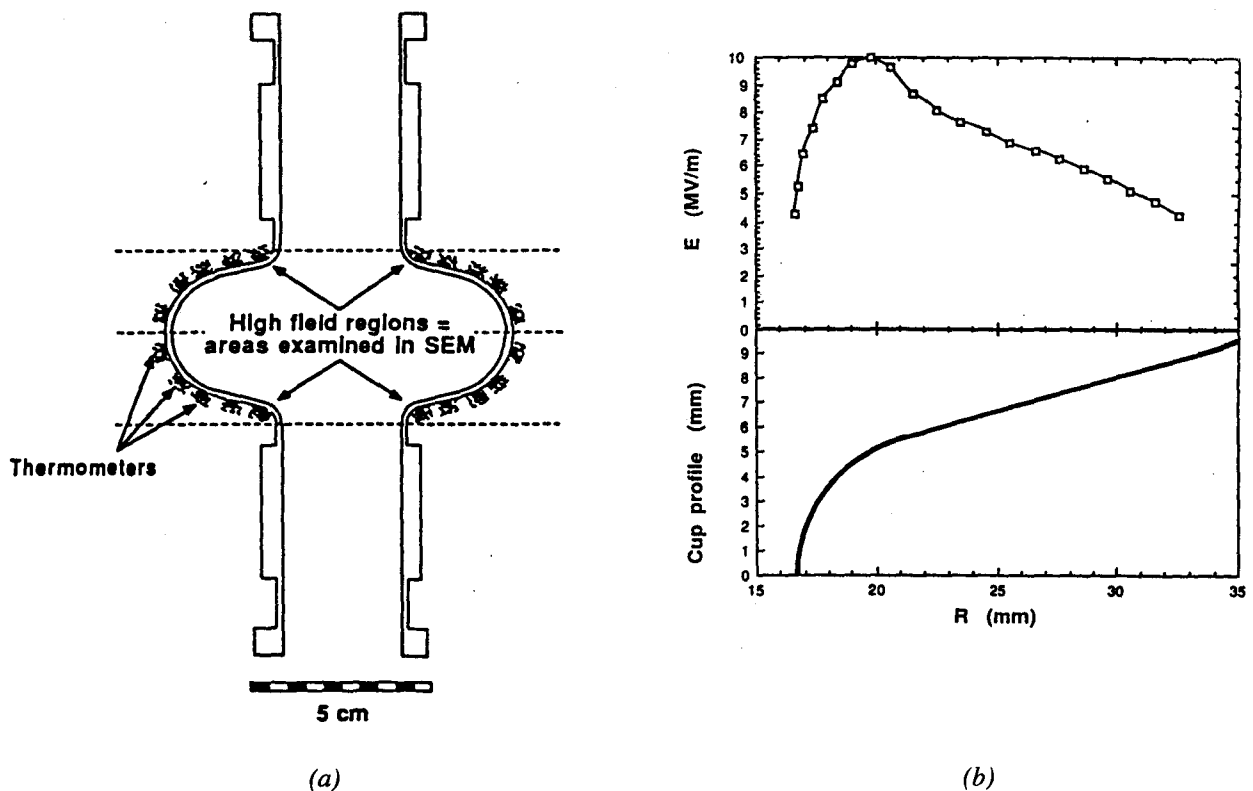 High field regions =
areas examined in SEM
Thermometers
5 cm
(a)
10
9
8
7
6
5
4
3
2
1
0
E (MV/m)
9
8
7
6
5
4
3
2
1
0
Cup profile (mm)
15 20 25 30 35
R (mm)
(b)